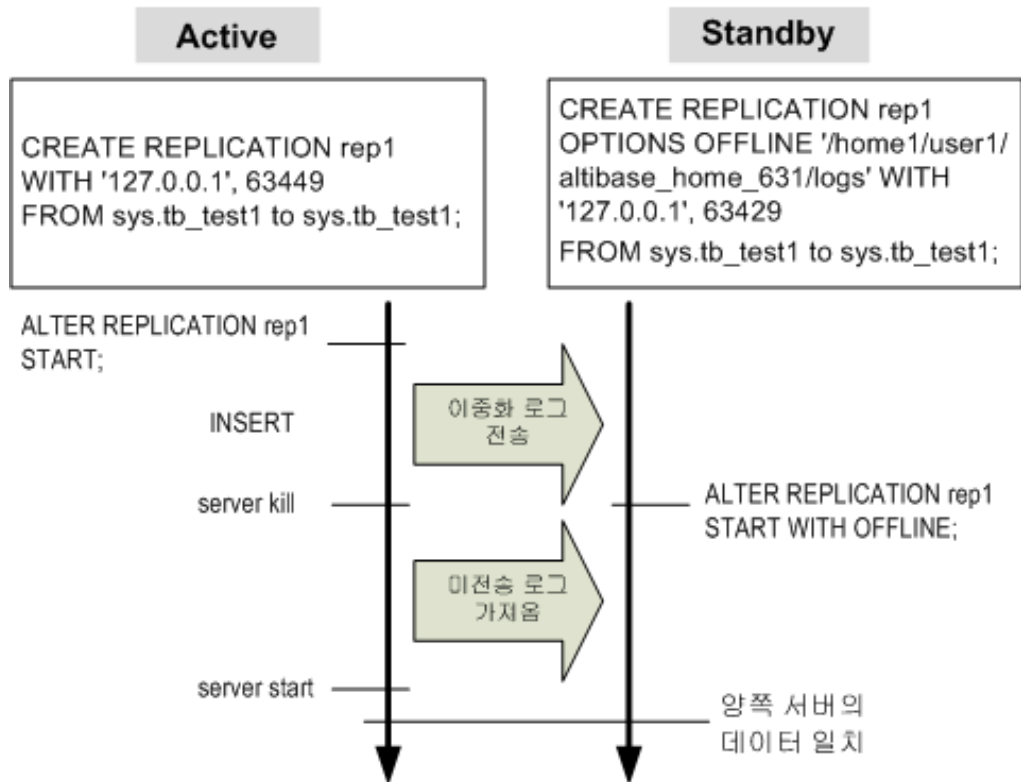 Active
Standby
CREATE REPLICATION rep1
WITH '127.0.0.1', 63449
FROM sys.tb_test1 to sys.tb_test1;
CREATE REPLICATION rep1
OPTIONS OFFLINE '/home1/user1/
altibase_home_631/logs' WITH
'127.0.0.1', 63429
FROM sys.tb_test1 to sys.tb_test1;
ALTER REPLICATION rep1
START;
이중화 로그
전송
INSERT
server kill
ALTER REPLICATION rep1
START WITH OFFLINE;
미전송 로그
가져옴
server start
양쪽 서버의
데이터 일치